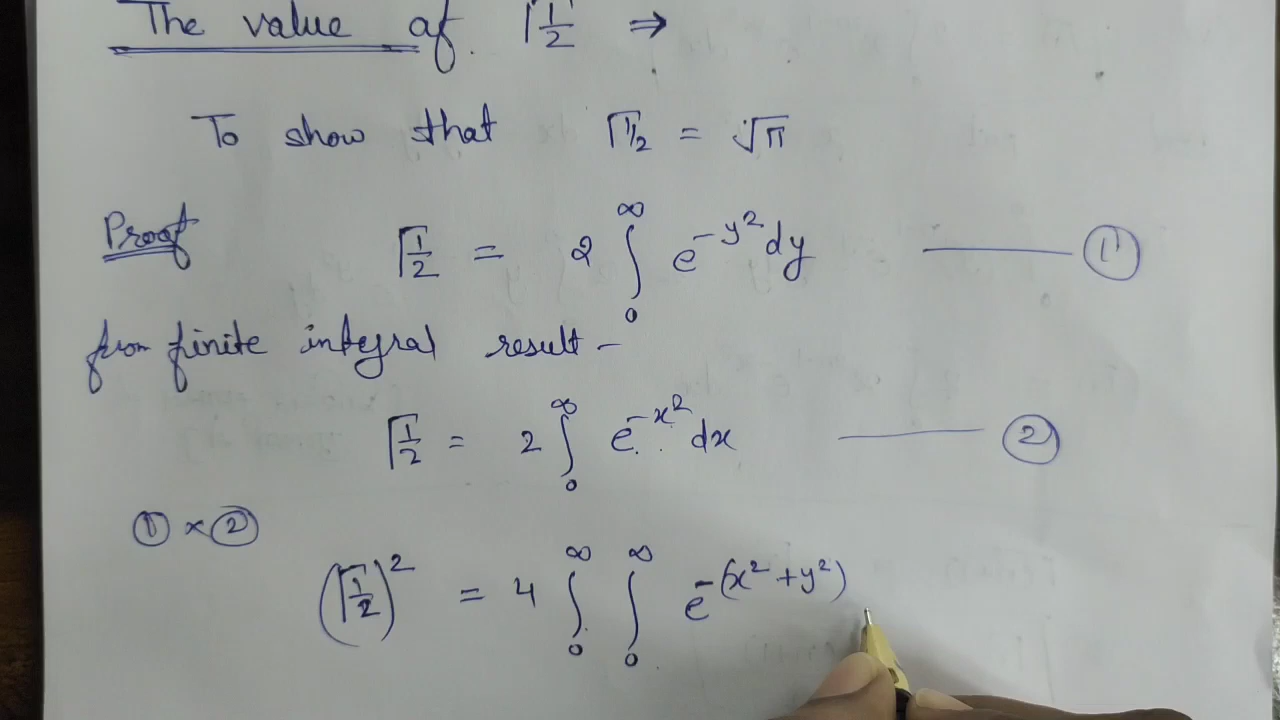 The value of Γ1/2 ⇒
To show that Γ1/2 = √π
Proof Γ1/2 = 2 ∫₀^∞ e^{-y²} dy —— ①
from finite integral result -
Γ1/2 = 2 ∫₀^∞ e^{-x²} dx —— ②
① × ②
(Γ1/2)² = 4 ∫₀^∞ ∫₀^∞ e^{-(x²+y²)}